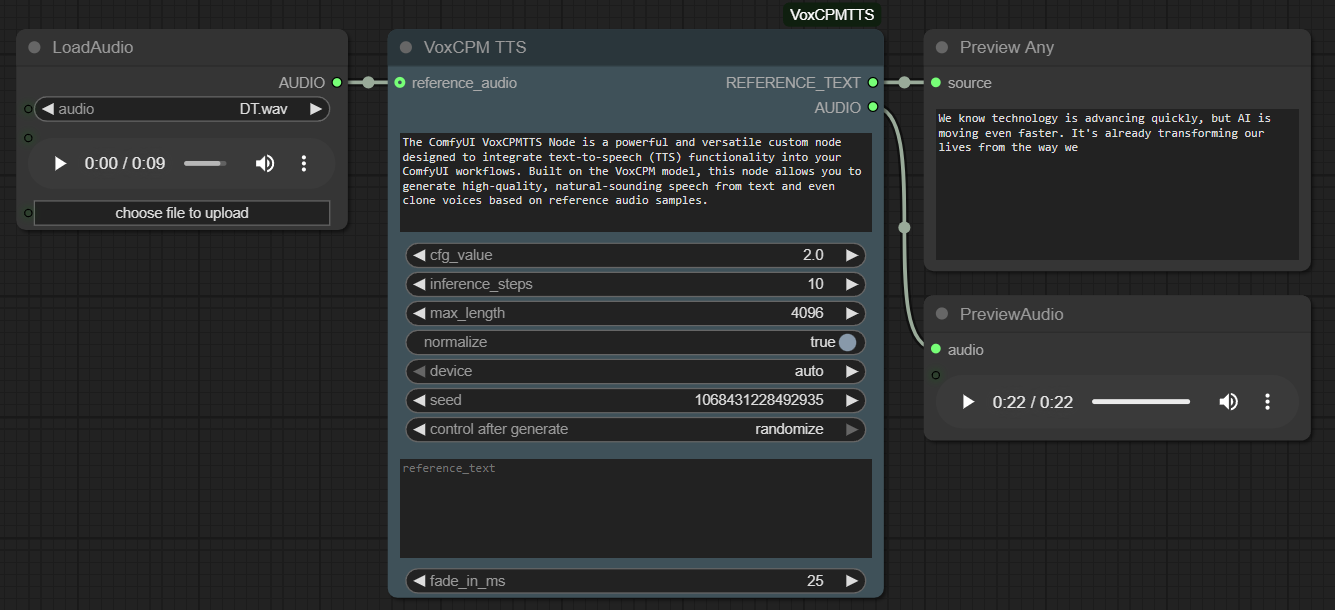 VoxCPMTTS
LoadAudio
AUDIO
audio DT.wav
0:00 / 0:09
choose file to upload
VoxCPM TTS
reference_audio REFERENCE_TEXT
AUDIO
The ComfyUI VoxCPMTTS Node is a powerful and versatile custom node
designed to integrate text-to-speech (TTS) functionality into your
ComfyUI workflows. Built on the VoxCPM model, this node allows you to
generate high-quality, natural-sounding speech from text and even
clone voices based on reference audio samples.
cfg_value 2.0
inference_steps 10
max_length 4096
normalize true
device auto
seed 1068431228492935
control after generate randomize
reference_text
fade_in_ms 25
Preview Any
source
We know technology is advancing quickly, but AI is
moving even faster. It's already transforming our
lives from the way we
PreviewAudio
audio
0:22 / 0:22